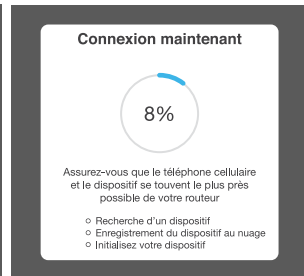 Connexion maintenant
8%
Assurez-vous que le téléphone cellulaire
et le dispositif se touvent le plus près
possible de votre routeur
Recherche d'un dispositif
Enregistrement du dispositif au nuage
Initialisez votre dispositif